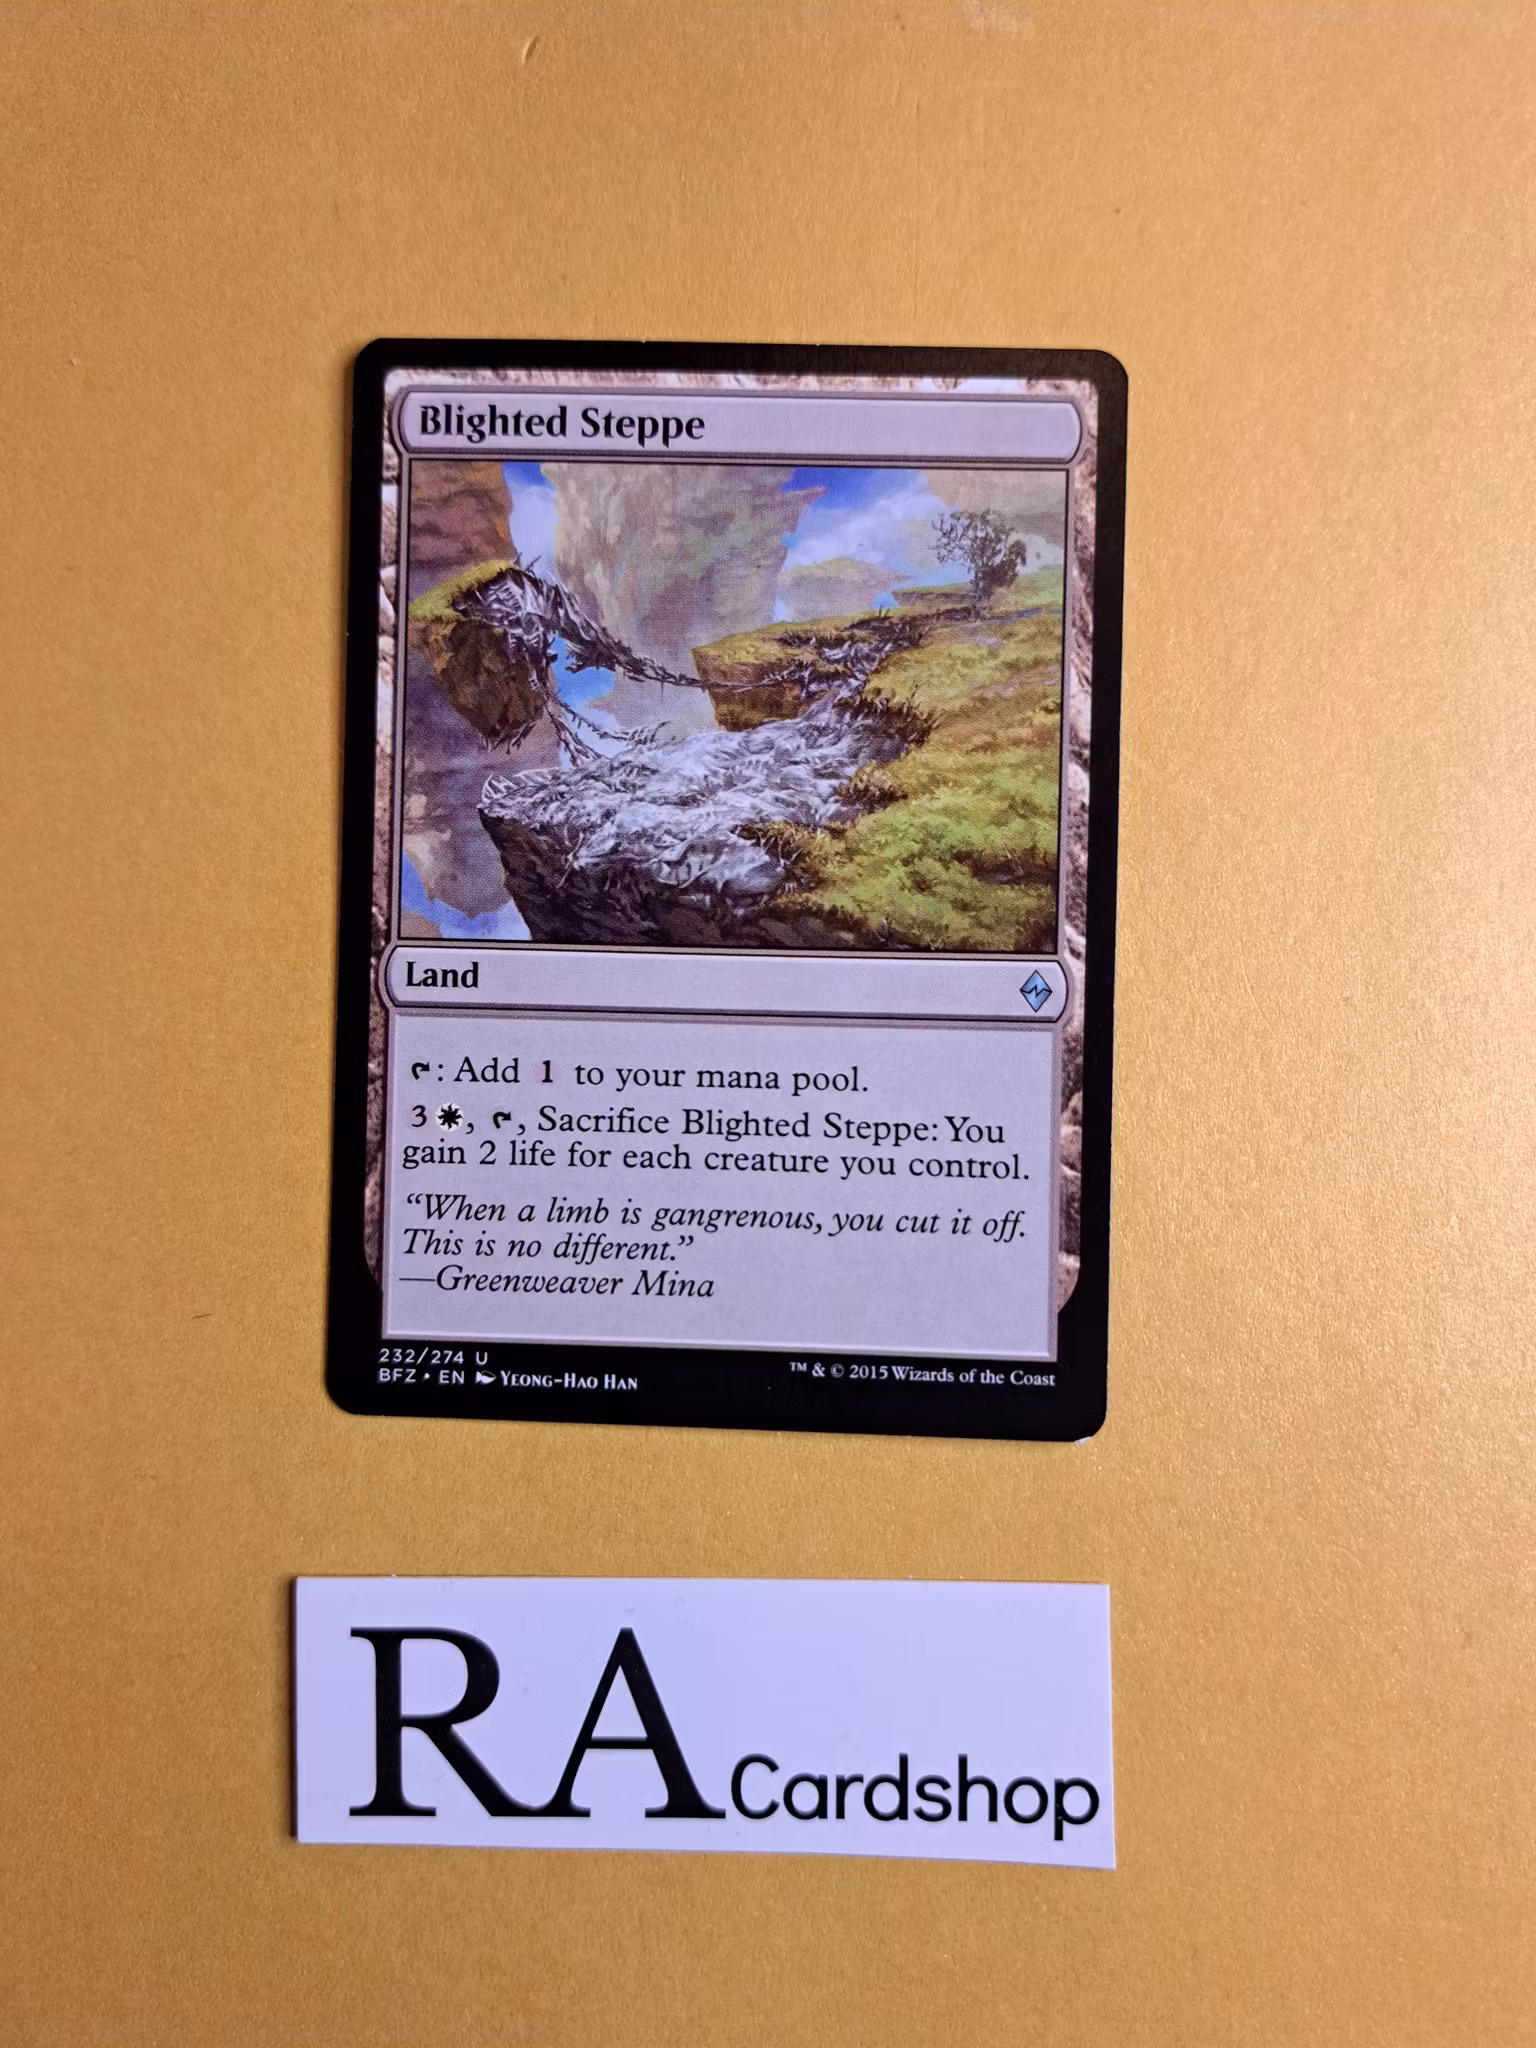 Blighted Steppe
Land
: Add 1 to your mana pool.
3 , , Sacrifice Blighted Steppe: You
gain 2 life for each creature you control.
“When a limb is gangrenous, you cut it off.
This is no different.”
—Greenweaver Mina
232/274 U
BFZ • EN Yeong-Hao Han
™ & © 2015 Wizards of the Coast
RA Cardshop